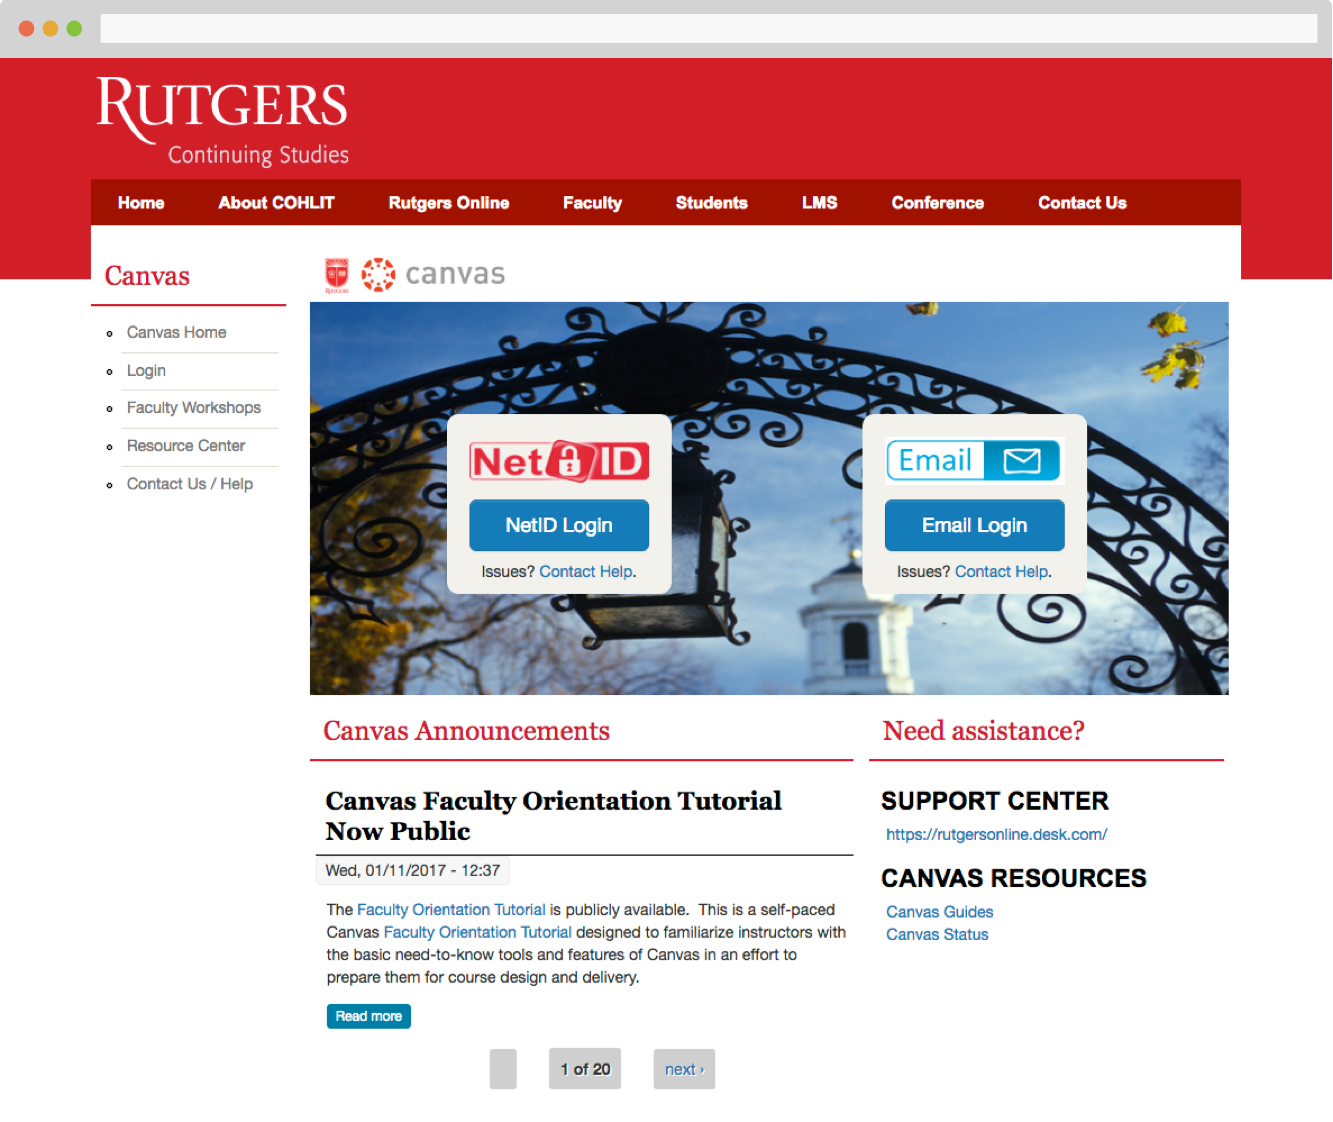 RUTGERS
Continuing Studies
Home About COHLIT Rutgers Online Faculty Students LMS Conference Contact Us
Canvas
Canvas Home
Login
Faculty Workshops
Resource Center
Contact Us / Help
RUTGERS
canvas
NetID
NetID Login
Issues? Contact Help.
Email
Email Login
Issues? Contact Help.
Canvas Announcements
Canvas Faculty Orientation Tutorial
Now Public
Wed, 01/11/2017 - 12:37
The Faculty Orientation Tutorial is publicly available. This is a self-paced
Canvas Faculty Orientation Tutorial designed to familiarize instructors with
the basic need-to-know tools and features of Canvas in an effort to
prepare them for course design and delivery.
Read more
1 of 20
next ›
Need assistance?
SUPPORT CENTER
https://rutgersonline.desk.com/
CANVAS RESOURCES
Canvas Guides
Canvas Status